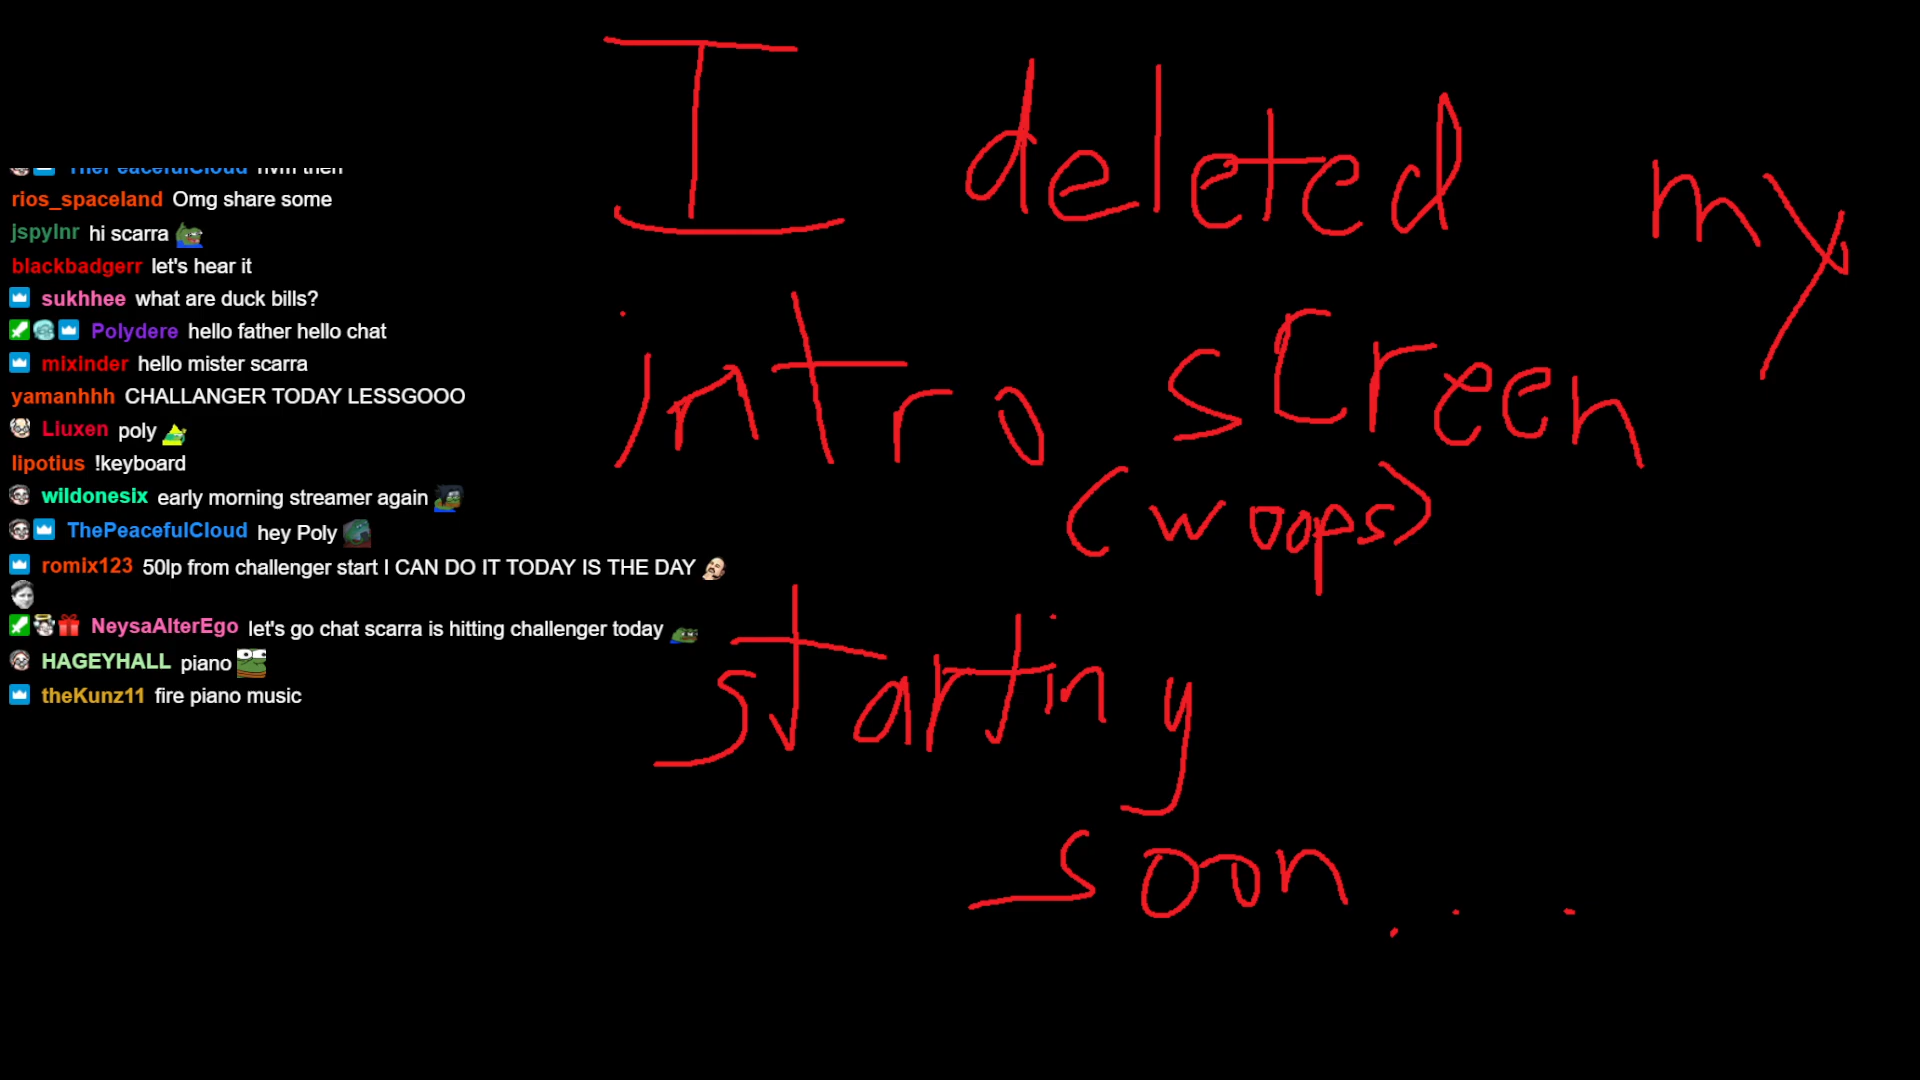 ThePeacefulCloud nvm then
rios_spaceland Omg share some
jspylnr hi scarra
blackbadgerr let's hear it
sukhhee what are duck bills?
Polydere hello father hello chat
mixinder hello mister scarra
yamanhhh CHALLANGER TODAY LESSGOOO
Liuxen poly
lipotius !keyboard
wildonesix early morning streamer again
ThePeacefulCloud hey Poly
romix123 50lp from challenger start I CAN DO IT TODAY IS THE DAY
NeysaAlterEgo let's go chat scarra is hitting challenger today
HAGEYHALL piano
theKunz11 fire piano music
I deleted my
intro screen
(woops)
starting
soon...